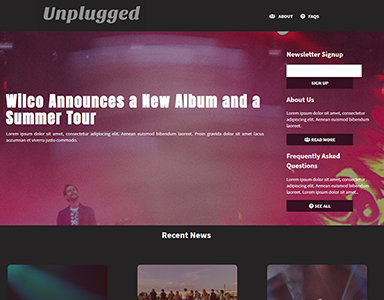 Unplugged
ABOUT
FAQS
Wilco Announces a New Album and a
Summer Tour
Lorem ipsum dolor sit amet, consectetur adipiscing elit. Aenean euismod bibendum laoreet. Proin gravida dolor sit lacus
accumsan et viverra justo commodo.
Newsletter Signup
SIGN UP
About Us
Lorem ipsum dolor sit amet, consectetur
adipiscing elit. Aenean euismod bibendum
laoreet.
READ MORE
Frequently Asked
Questions
Lorem ipsum dolor sit amet, consectetur
adipiscing elit. Aenean euismod bibendum
laoreet..
SEE ALL
Recent News